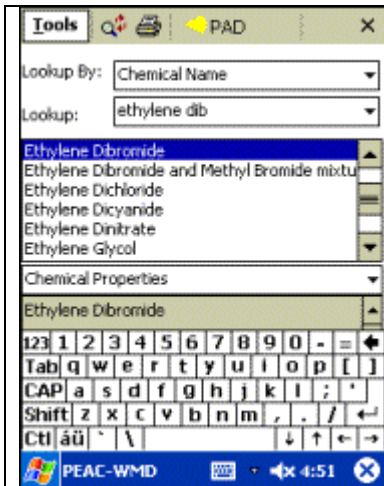 Tools PAD ×
Lookup By: Chemical Name
Lookup: ethylene dib
Ethylene Dibromide
Ethylene Dibromide and Methyl Bromide mixtu
Ethylene Dichloride
Ethylene Dicyanide
Ethylene Dinitrate
Ethylene Glycol
Chemical Properties
Ethylene Dibromide
123 1 2 3 4 5 6 7 8 9 0 - =
Tab q w e r t y u i o p [ ]
CAP a s d f g h j k l ; '
Shift z x c v b n m , . /
Ctl áü ` \
PEAC-WMD 4:51